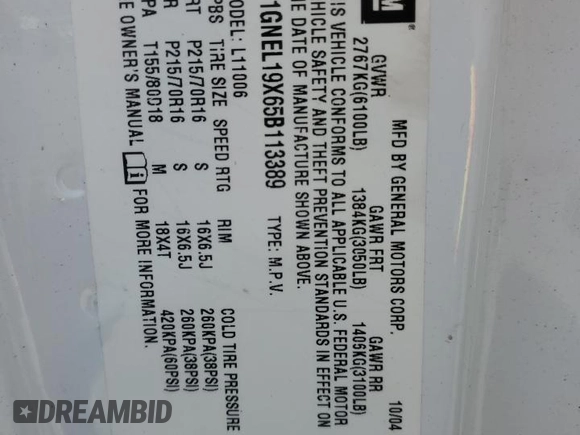 GM
MFD BY GENERAL MOTORS CORP. 10/04
GVWR GAWR FRT GAWR RR
2767KG(6100LB) 1384KG(3050LB) 1405KG(3100LB)
IS VEHICLE CONFORMS TO ALL APPLICABLE U.S. FEDERAL MOTOR
HICLE SAFETY AND THEFT PREVENTION STANDARDS IN EFFECT ON
HE DATE OF MANUFACTURE SHOWN ABOVE.
1GNEL19X65B113389 TYPE: M.P.V.
MODEL: L11006
PBS TIRE SIZE SPEED RTG RIM COLD TIRE PRESSURE
RT P215/70R16 S 16X6.5J 260KPA(38PSI)
R P215/70R16 S 16X6.5J 260KPA(38PSI)
PA T155/80D18 M 18X4T 420KPA(60PSI)
E OWNER'S MANUAL i FOR MORE INFORMATION.
DREAMBID